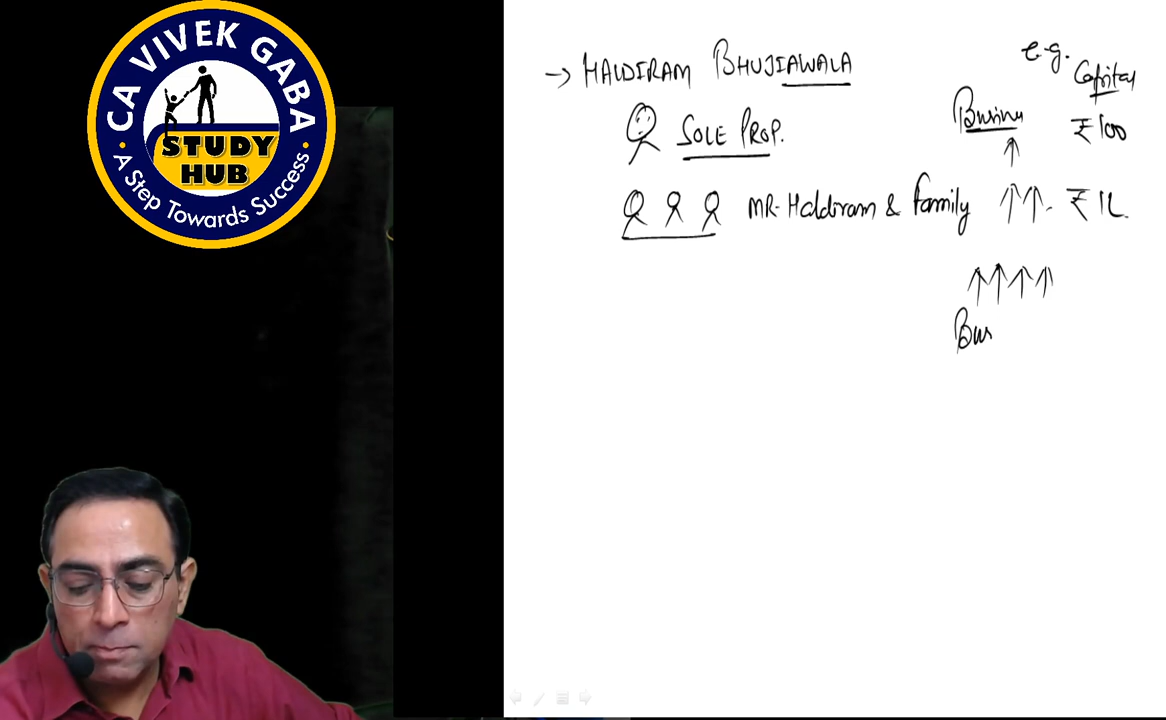 CA VIVEK GABA
STUDY
HUB
A Step Towards Success
→ HALDIRAM BHUJIAWALA
e.g.
Capital
Business
₹100
SOLE PROP.
MR. Haldiram & Family
₹1L.
Bus